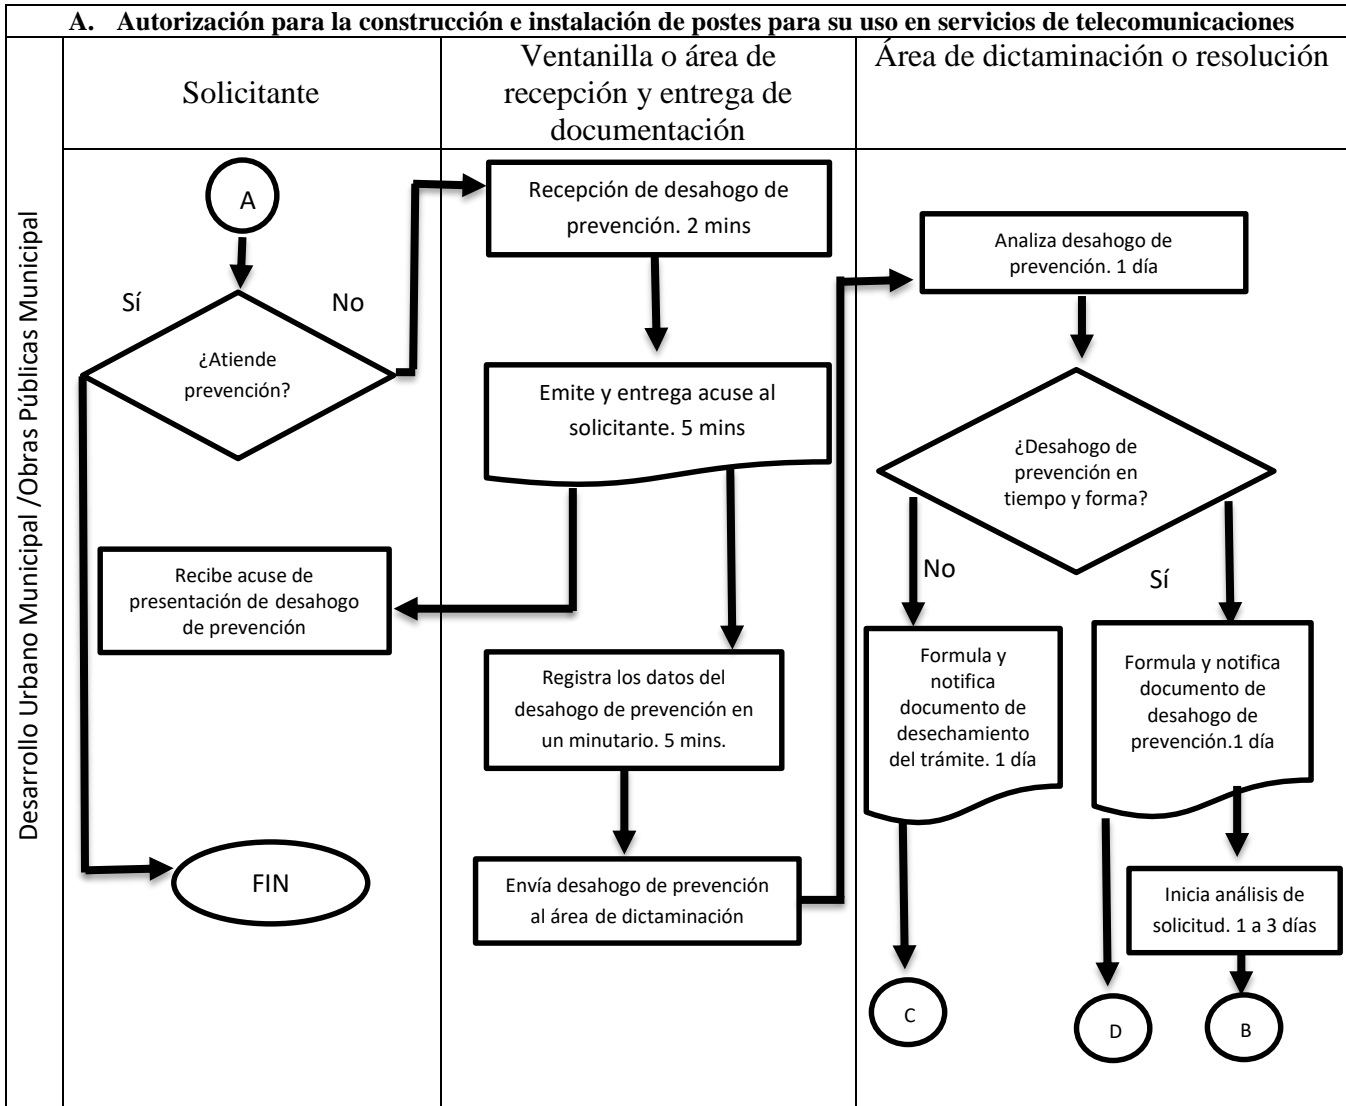 A. Autorización para la construcción e instalación de postes para su uso en servicios de telecomunicaciones
Desarrollo Urbano Municipal /Obras Públicas Municipal
Solicitante
Ventanilla o área de
recepción y entrega de
documentación
Área de dictaminación o resolución
A
Sí
No
¿Atiende
prevención?
Recibe acuse de
presentación de desahogo
de prevención
FIN
Recepción de desahogo de
prevención. 2 mins
Emite y entrega acuse al
solicitante. 5 mins
Registra los datos del
desahogo de prevención en
un minutario. 5 mins.
Envía desahogo de prevención
al área de dictaminación
Analiza desahogo de
prevención. 1 día
¿Desahogo de
prevención en
tiempo y forma?
No
Sí
Formula y
notifica
documento de
desechamiento
del trámite. 1 día
Formula y notifica
documento de
desahogo de
prevención.1 día
Inicia análisis de
solicitud. 1 a 3 días
C
D
B